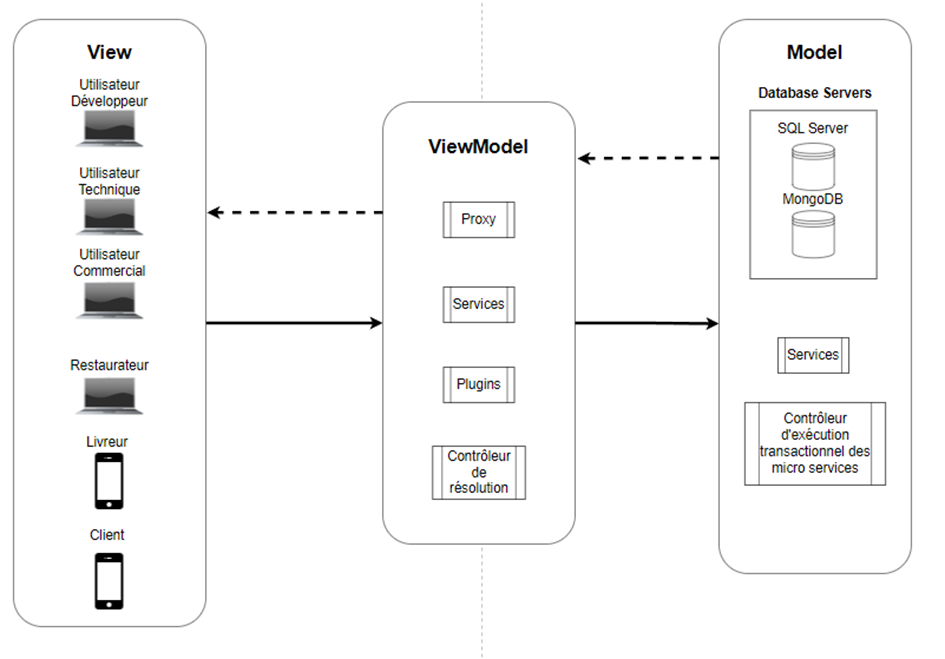 View
Utilisateur
Développeur
Utilisateur
Technique
Utilisateur
Commercial
Restaurateur
Livreur
Client
ViewModel
Proxy
Services
Plugins
Contrôleur
de
résolution
Model
Database Servers
SQL Server
MongoDB
Services
Contrôleur
d'exécution
transactionnel des
micro services